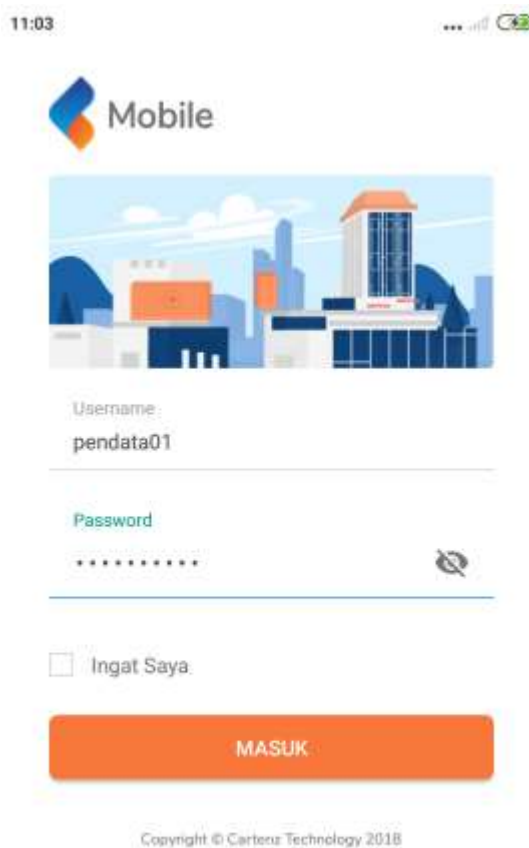 11:03
Mobile
Username
pendata01
Password
••••••••••
Ingat Saya
MASUK
Copyright © Cartenz Technology 2018